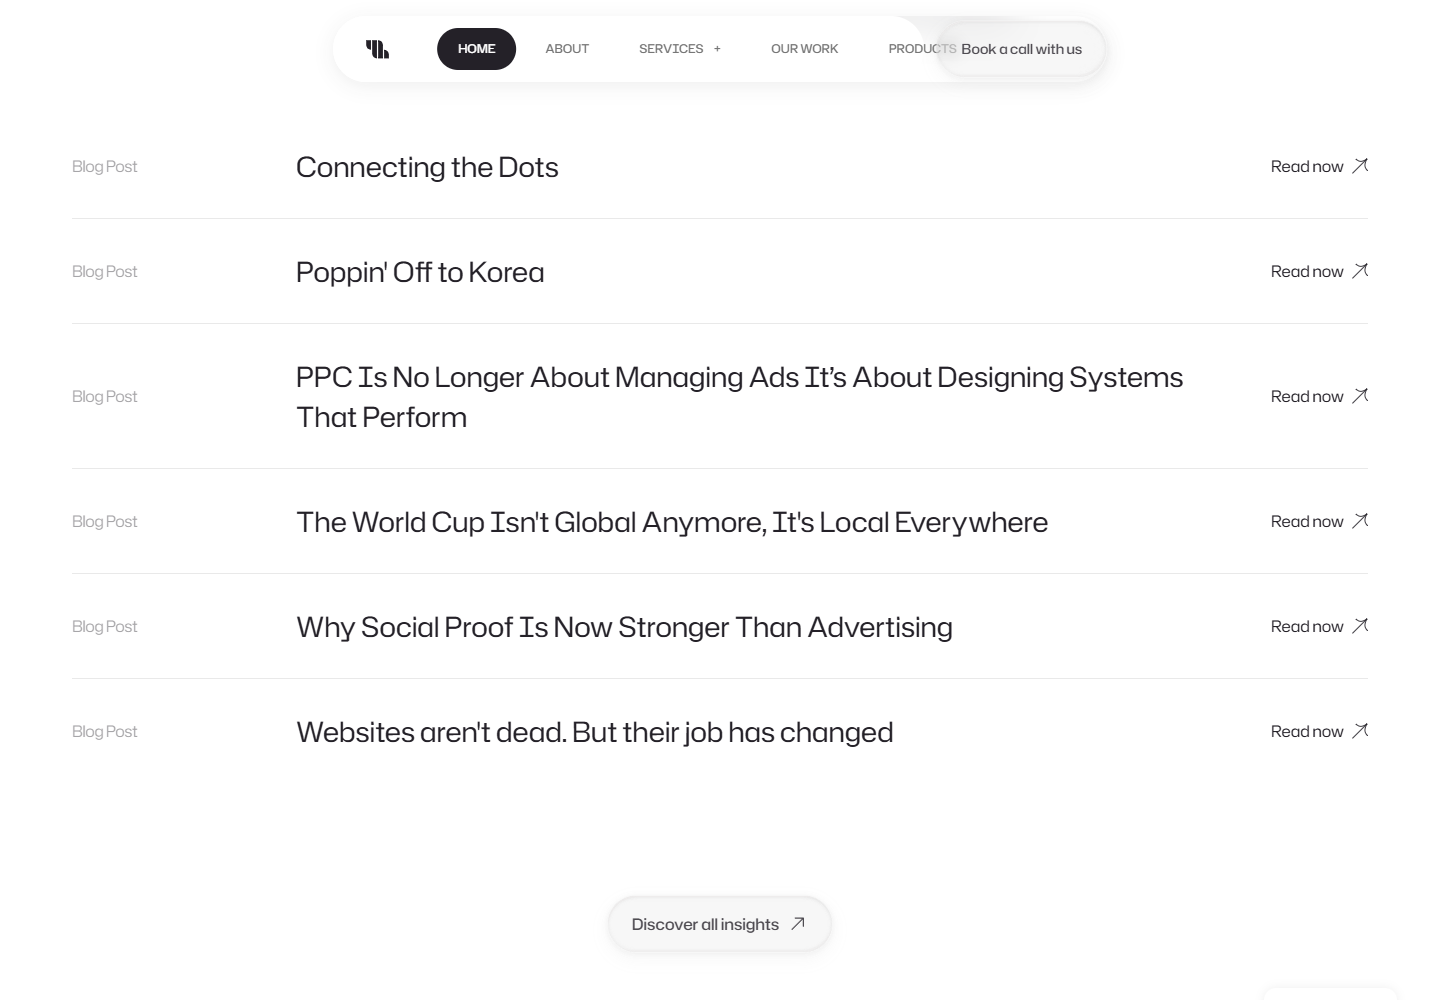 HOME
ABOUT
SERVICES +
OUR WORK
PRODUCTS
Book a call with us
Blog Post
Connecting the Dots
Read now
Blog Post
Poppin' Off to Korea
Read now
Blog Post
PPC Is No Longer About Managing Ads It’s About Designing Systems
That Perform
Read now
Blog Post
The World Cup Isn't Global Anymore, It's Local Everywhere
Read now
Blog Post
Why Social Proof Is Now Stronger Than Advertising
Read now
Blog Post
Websites aren't dead. But their job has changed
Read now
Discover all insights